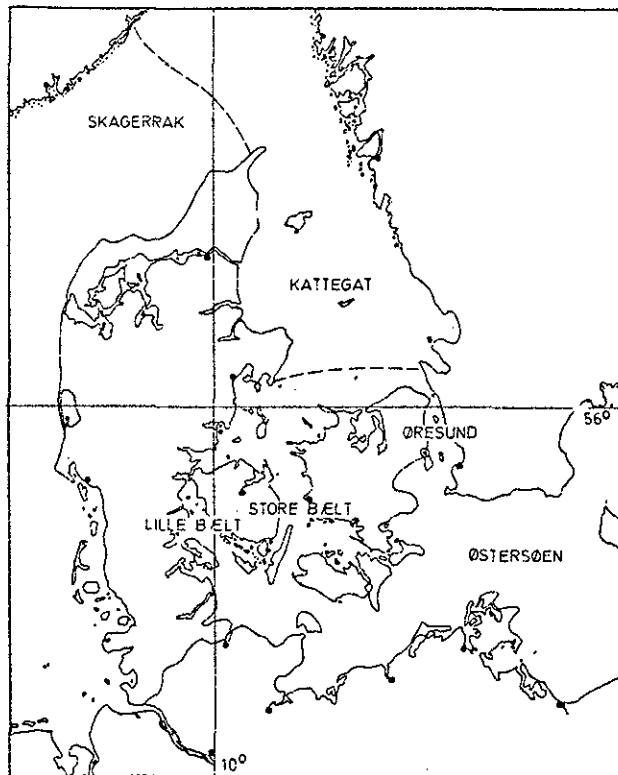 SKAGERRAK
KATTEGAT
56°
ØRESUND
STORE BÆLT
LILLE BÆLT
ØSTERSØEN
10°